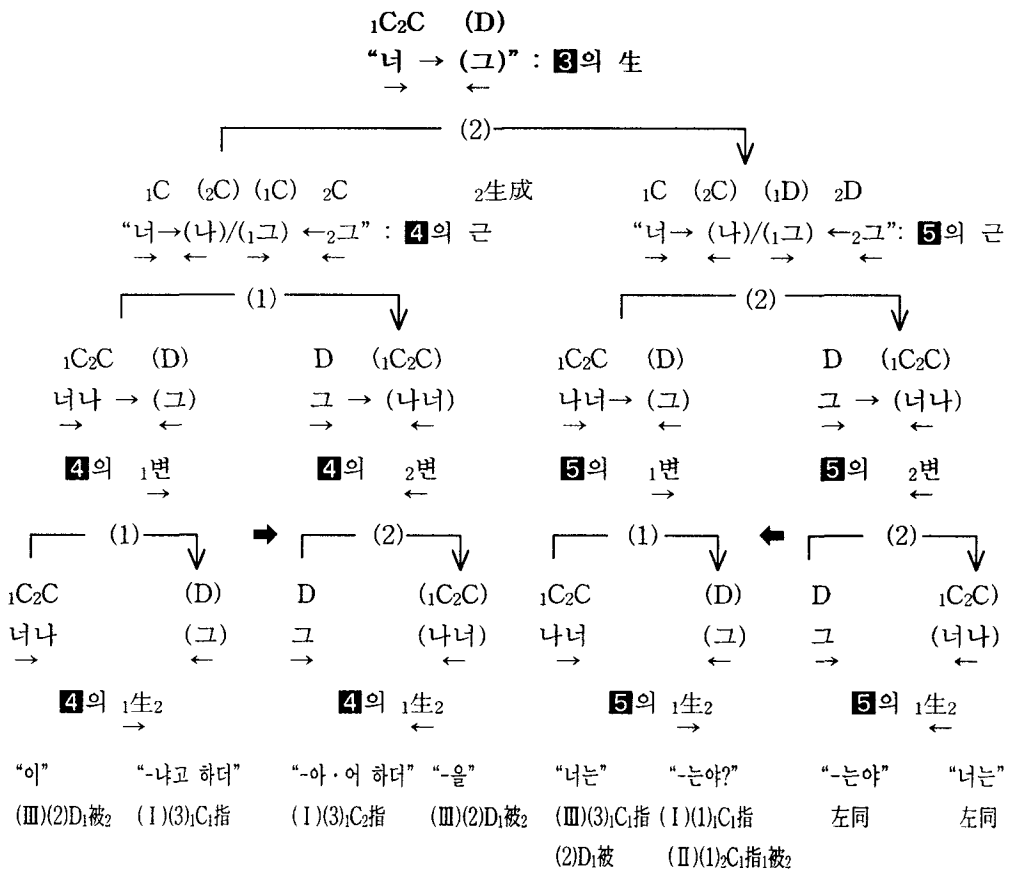 ₁C₂C (D)
“너 → (그)” : 3의 生
→ ←
(2)
₁C (₂C) (₁C) ₂C ₂生成 ₁C (₂C) (₁D) ₂D
“너→(나)/(₁그) ←₂그” : 4의 근 “너→ (나)/(₁그) ←₂그”: 5의 근
→ ← → ← → ← → ←
(1) (2)
₁C₂C (D) D (₁C₂C) ₁C₂C (D) D (₁C₂C)
너나 → (그) 그 → (나너) 나너→ (그) 그 → (너나)
→ ← → ← → ← → ←
4의 ₁변 4의 ₂변 5의 ₁변 5의 ₂변
→ ← → ←
(1) ➡ (2) (1) ⬅ (2)
₁C₂C (D) D (₁C₂C) ₁C₂C (D) D ₁C₂C)
너나 (그) 그 (나너) 나너 (그) 그 (너나)
→ ← → ← → ← → ←
4의 ₁生₂ 4의 ₁生₂ 5의 ₁生₂ 5의 ₁生₂
→ ← → ←
“이” “-냐고 하더” “-아·어 하더” “-을” “너는” “-는야?” “-는야” “너는”
(Ⅲ)(2)D₁被₂ (Ⅰ)(3)₁C₁指 (Ⅰ)(3)₁C₂指 (Ⅲ)(2)D₁被₂ (Ⅲ)(3)₁C₁指 (Ⅰ)(1)₁C₁指 左同 左同
(2)D₁被 (Ⅱ)(1)₂C₁指₁被₂